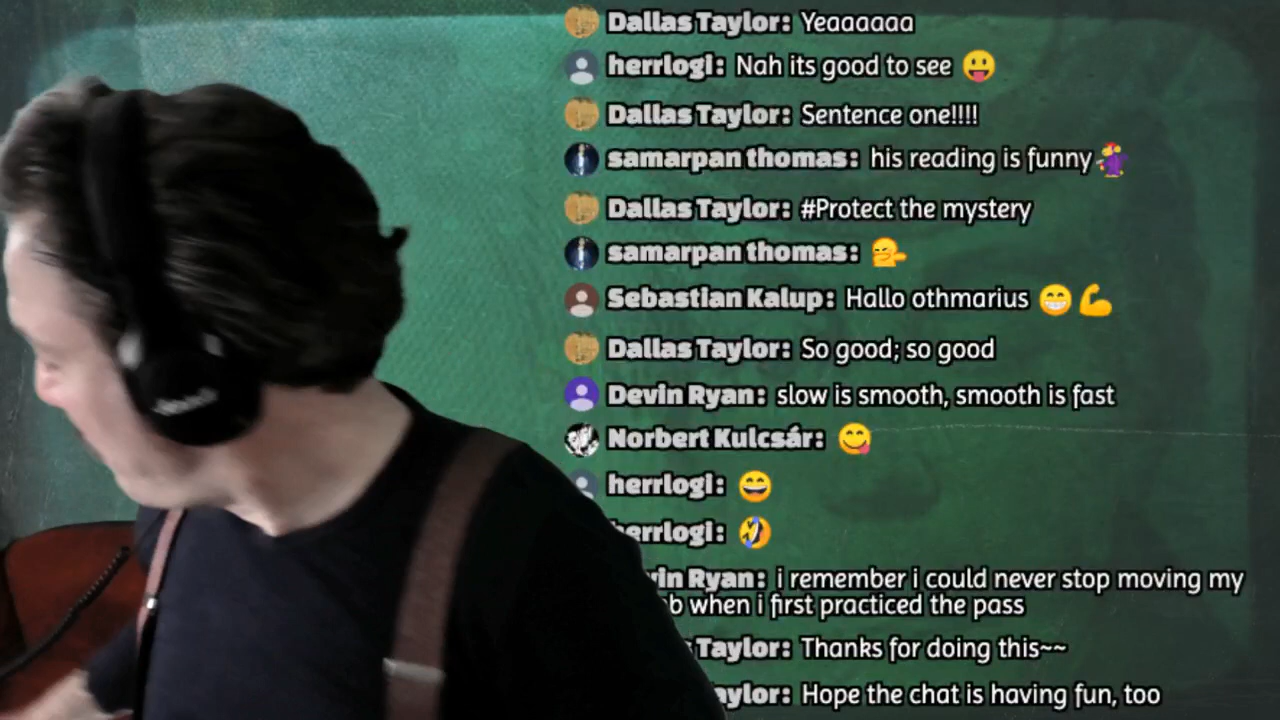 Dallas Taylor: Yeaaaaaa
herrlogi: Nah its good to see 😛
Dallas Taylor: Sentence one!!!!
samarpan thomas: his reading is funny
Dallas Taylor: #Protect the mystery
samarpan thomas:
Sebastian Kalup: Hallo othmarius 😁💪
Dallas Taylor: So good; so good
Devin Ryan: slow is smooth, smooth is fast
Norbert Kulcsár: 😋
herrlogi: 😄
herrlogi: 🤣
Ryan: i remember i could never stop moving my
when i first practiced the pass
Taylor: Thanks for doing this~~
Hope the chat is having fun, too